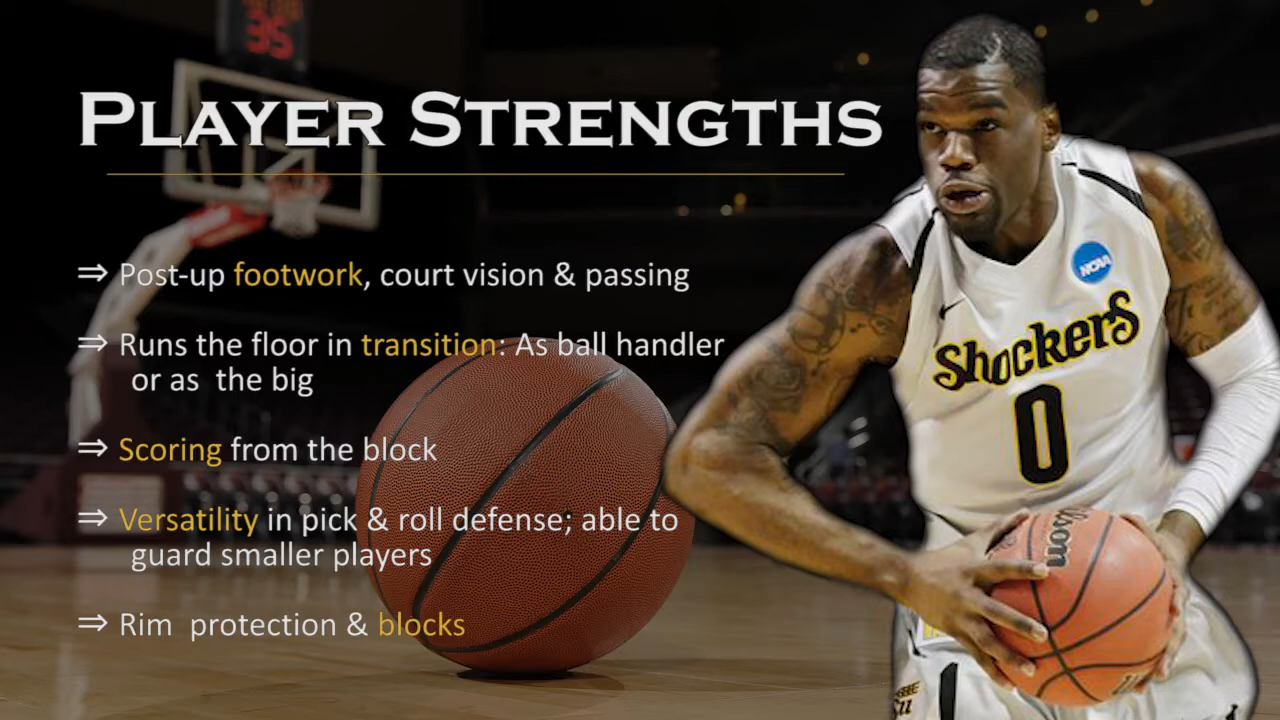 35
Player Strengths
⇒ Post-up footwork, court vision & passing
⇒ Runs the floor in transition: As ball handler
or as the big
⇒ Scoring from the block
⇒ Versatility in pick & roll defense; able to
guard smaller players
⇒ Rim protection & blocks
NCAA
Shockers
0